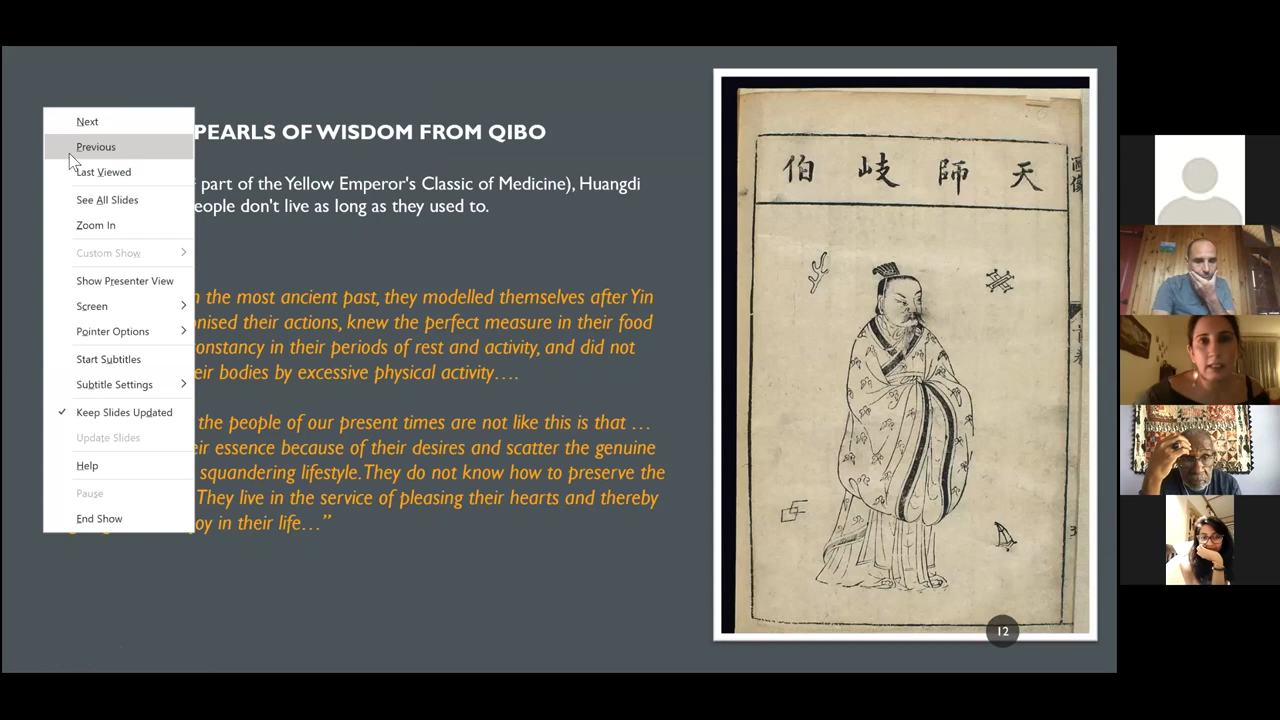 PEARLS OF WISDOM FROM QIBO
part of the Yellow Emperor's Classic of Medicine), Huangdi
people don't live as long as they used to.
the most ancient past, they modelled themselves after Yin
their actions, knew the perfect measure in their food
constancy in their periods of rest and activity, and did not
their bodies by excessive physical activity….
the people of our present times are not like this is that …
their essence because of their desires and scatter the genuine
squandering lifestyle. They do not know how to preserve the
They live in the service of pleasing their hearts and thereby
joy in their life…”
Next
Previous
Last Viewed
See All Slides
Zoom In
Custom Show
Show Presenter View
Screen
Pointer Options
Start Subtitles
Subtitle Settings
Keep Slides Updated
Update Slides
Help
Pause
End Show
伯岐師天
12